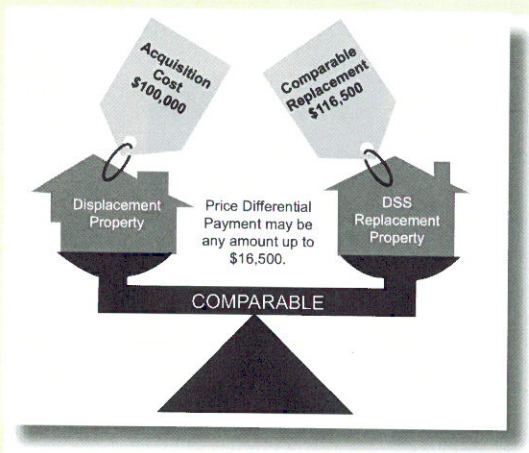 Acquisition
Cost
$100,000
Comparable
Replacement
$116,500
Displacement
Property
Price Differential
Payment may be
any amount up to
$16,500.
DSS
Replacement
Property
COMPARABLE